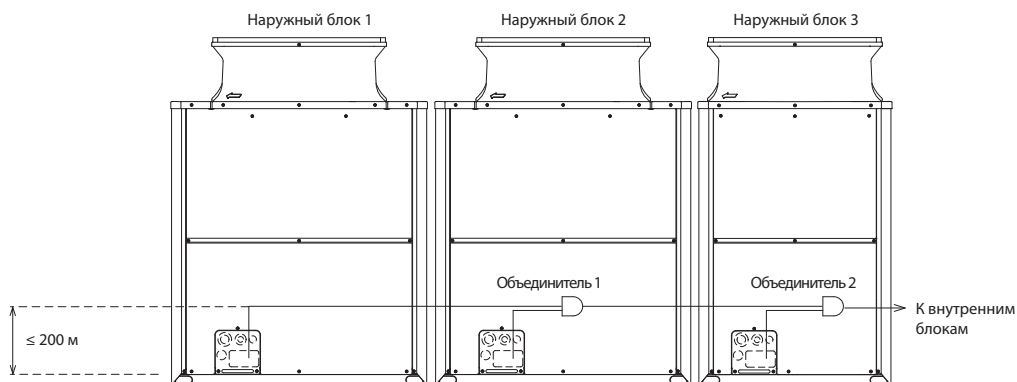 Наружный блок 1
Наружный блок 2
Наружный блок 3
Объединитель 1
Объединитель 2
К внутренним
блокам
≤ 200 м